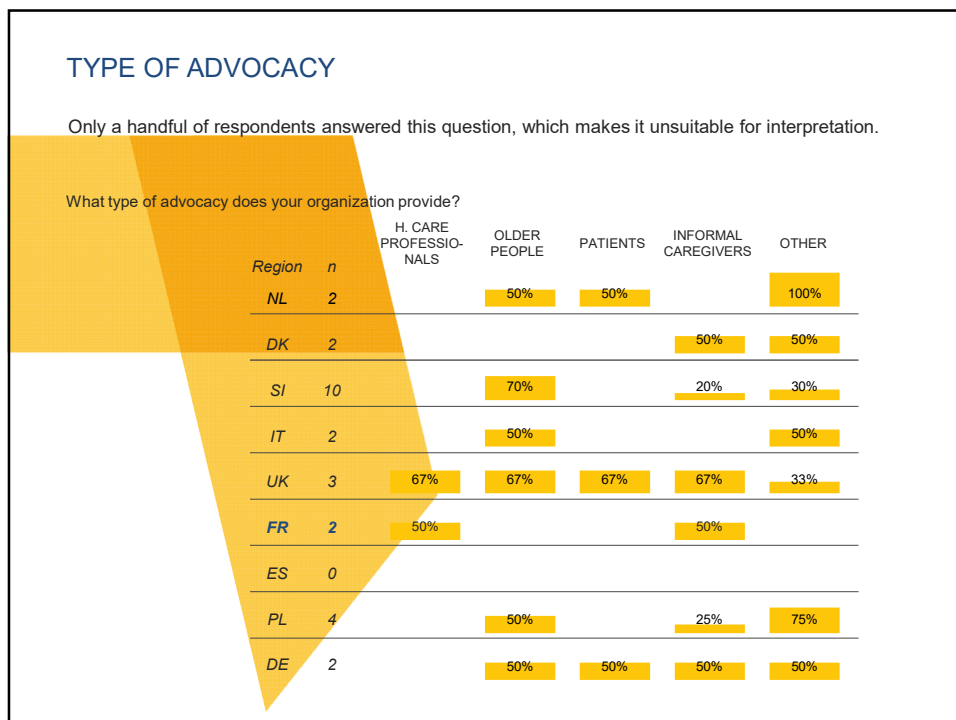 TYPE OF ADVOCACY
Only a handful of respondents answered this question, which makes it unsuitable for interpretation.
What type of advocacy does your organization provide?
H. CARE
PROFESSIO-
NALS
OLDER
PEOPLE
PATIENTS
INFORMAL
CAREGIVERS
OTHER
Region n
NL 2 50% 50% 100%
DK 2 50% 50%
SI 10 70% 20% 30%
IT 2 50% 50%
UK 3 67% 67% 67% 67% 33%
FR 2 50% 50%
ES 0
PL 4 50% 25% 75%
DE 2 50% 50% 50% 50%